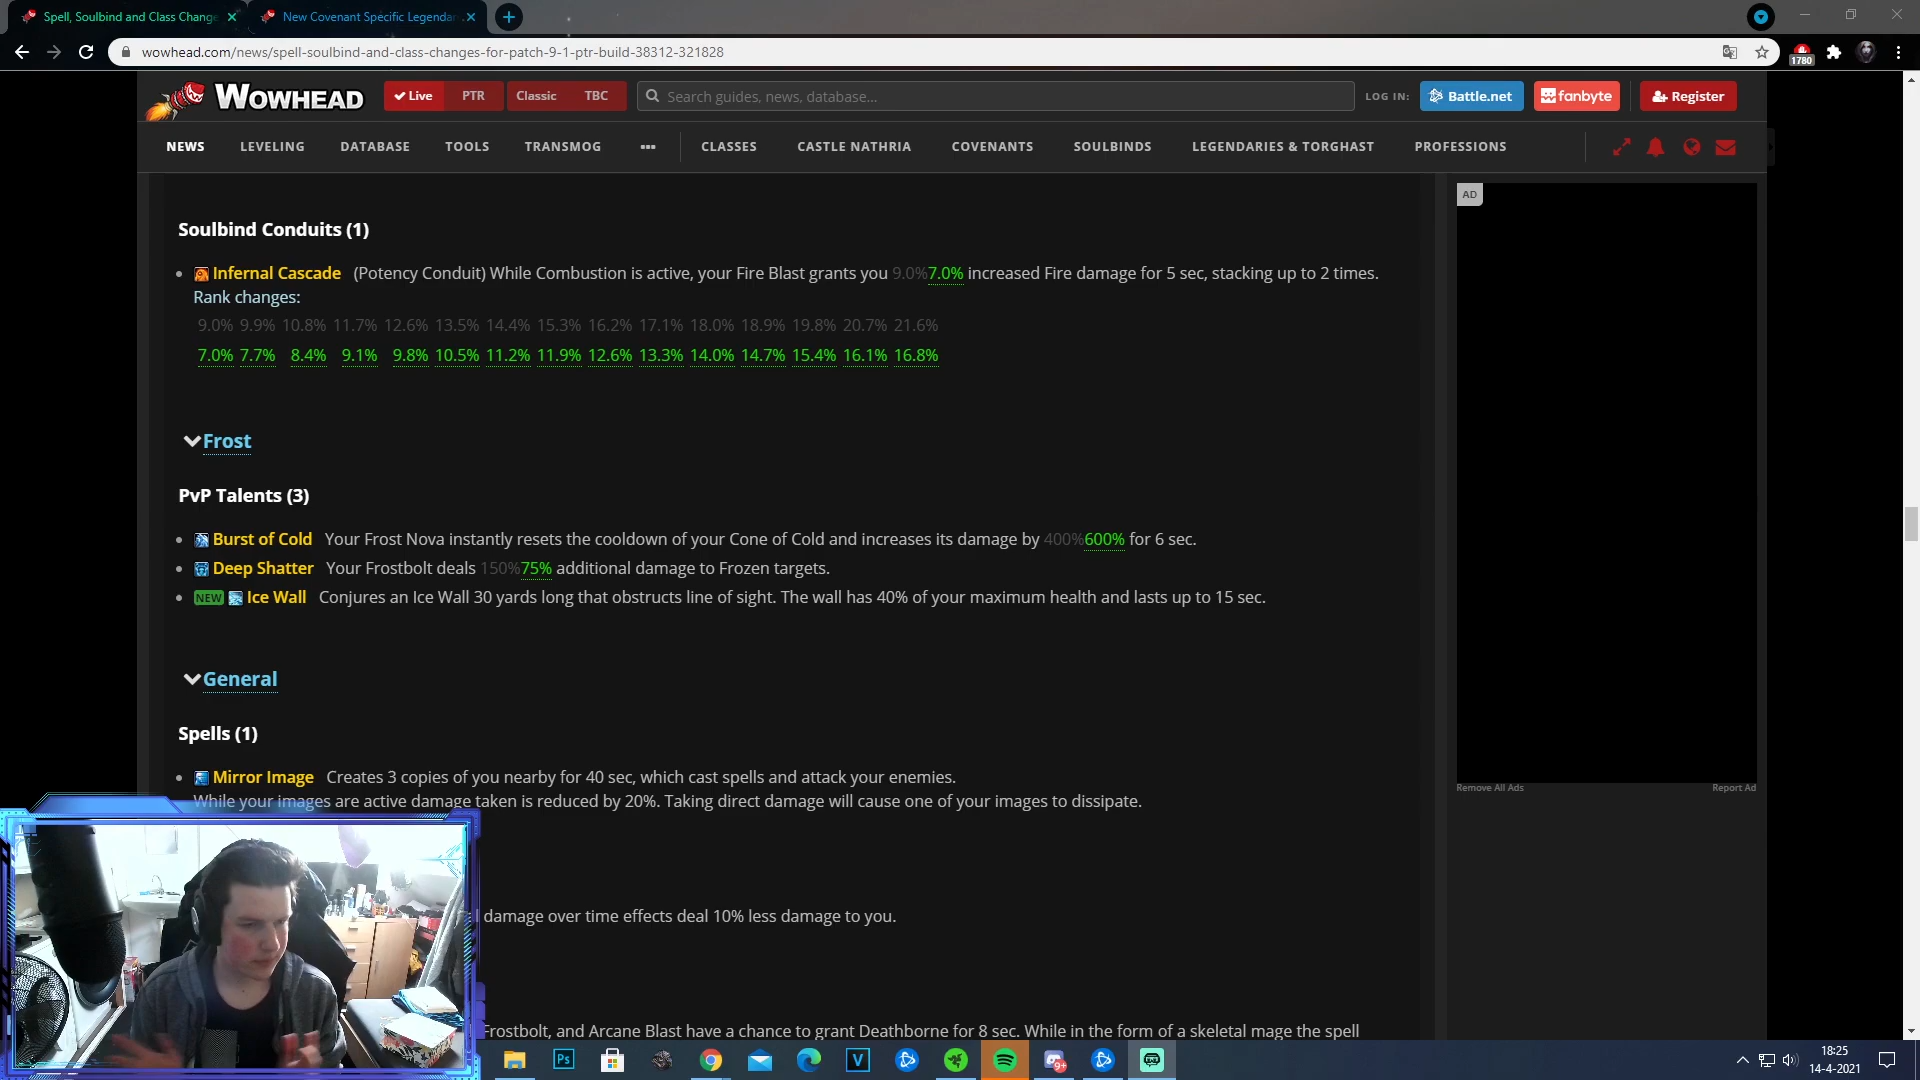 Spell, Soulbind and Class Change
New Covenant Specific Legendar
wowhead.com/news/spell-soulbind-and-class-changes-for-patch-9-1-ptr-build-38312-321828
1780
WOWHEAD
Live PTR
Classic TBC
Search guides, news, database...
LOG IN:
Battle.net
fanbyte
Register
NEWS LEVELING DATABASE TOOLS TRANSMOG ••• CLASSES CASTLE NATHRIA COVENANTS SOULBINDS LEGENDARIES & TORGHAST PROFESSIONS
AD
Soulbind Conduits (1)
Infernal Cascade (Potency Conduit) While Combustion is active, your Fire Blast grants you 9.0%7.0% increased Fire damage for 5 sec, stacking up to 2 times.
Rank changes:
9.0% 9.9% 10.8% 11.7% 12.6% 13.5% 14.4% 15.3% 16.2% 17.1% 18.0% 18.9% 19.8% 20.7% 21.6%
7.0% 7.7% 8.4% 9.1% 9.8% 10.5% 11.2% 11.9% 12.6% 13.3% 14.0% 14.7% 15.4% 16.1% 16.8%
Frost
PvP Talents (3)
Burst of Cold Your Frost Nova instantly resets the cooldown of your Cone of Cold and increases its damage by 400%600% for 6 sec.
Deep Shatter Your Frostbolt deals 150%75% additional damage to Frozen targets.
NEW Ice Wall Conjures an Ice Wall 30 yards long that obstructs line of sight. The wall has 40% of your maximum health and lasts up to 15 sec.
General
Spells (1)
Mirror Image Creates 3 copies of you nearby for 40 sec, which cast spells and attack your enemies.
While your images are active damage taken is reduced by 20%. Taking direct damage will cause one of your images to dissipate.
Remove All Ads
Report Ad
damage over time effects deal 10% less damage to you.
Frostbolt, and Arcane Blast have a chance to grant Deathborne for 8 sec. While in the form of a skeletal mage the spell
Ps
V
9+
18:25
14-4-2021